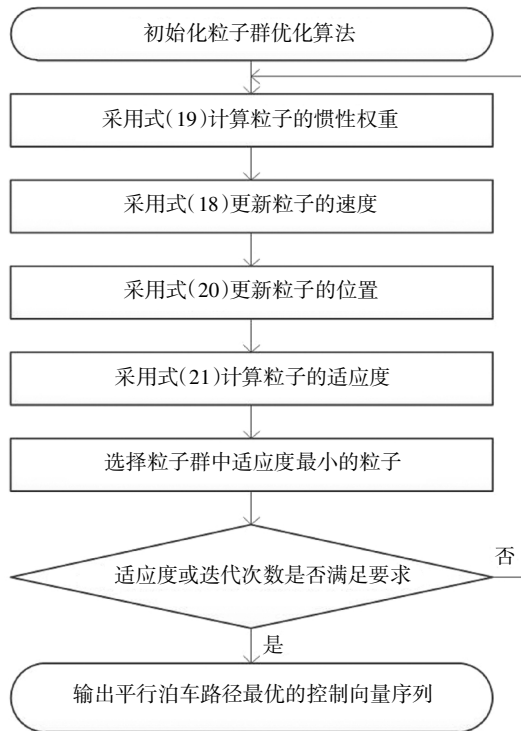 初始化粒子群优化算法
采用式(19)计算粒子的惯性权重
采用式(18)更新粒子的速度
采用式(20)更新粒子的位置
采用式(21)计算粒子的适应度
选择粒子群中适应度最小的粒子
适应度或迭代次数是否满足要求
否
是
输出平行泊车路径最优的控制向量序列